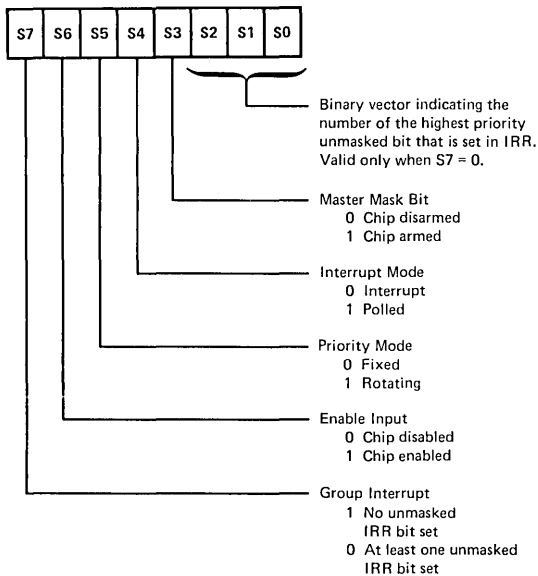 S7 S6 S5 S4 S3 S2 S1 S0
Binary vector indicating the
number of the highest priority
unmasked bit that is set in IRR.
Valid only when S7 = 0.
Master Mask Bit
0 Chip disarmed
1 Chip armed
Interrupt Mode
0 Interrupt
1 Polled
Priority Mode
0 Fixed
1 Rotating
Enable Input
0 Chip disabled
1 Chip enabled
Group Interrupt
1 No unmasked
IRR bit set
0 At least one unmasked
IRR bit set